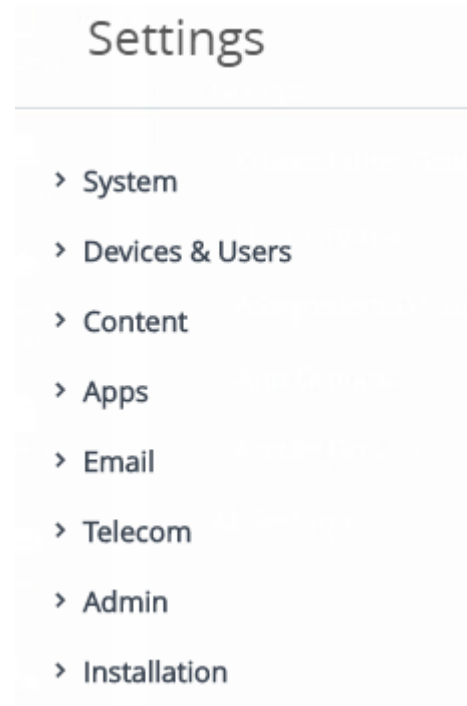 Settings
System
Devices & Users
Content
Apps
Email
Telecom
Admin
Installation